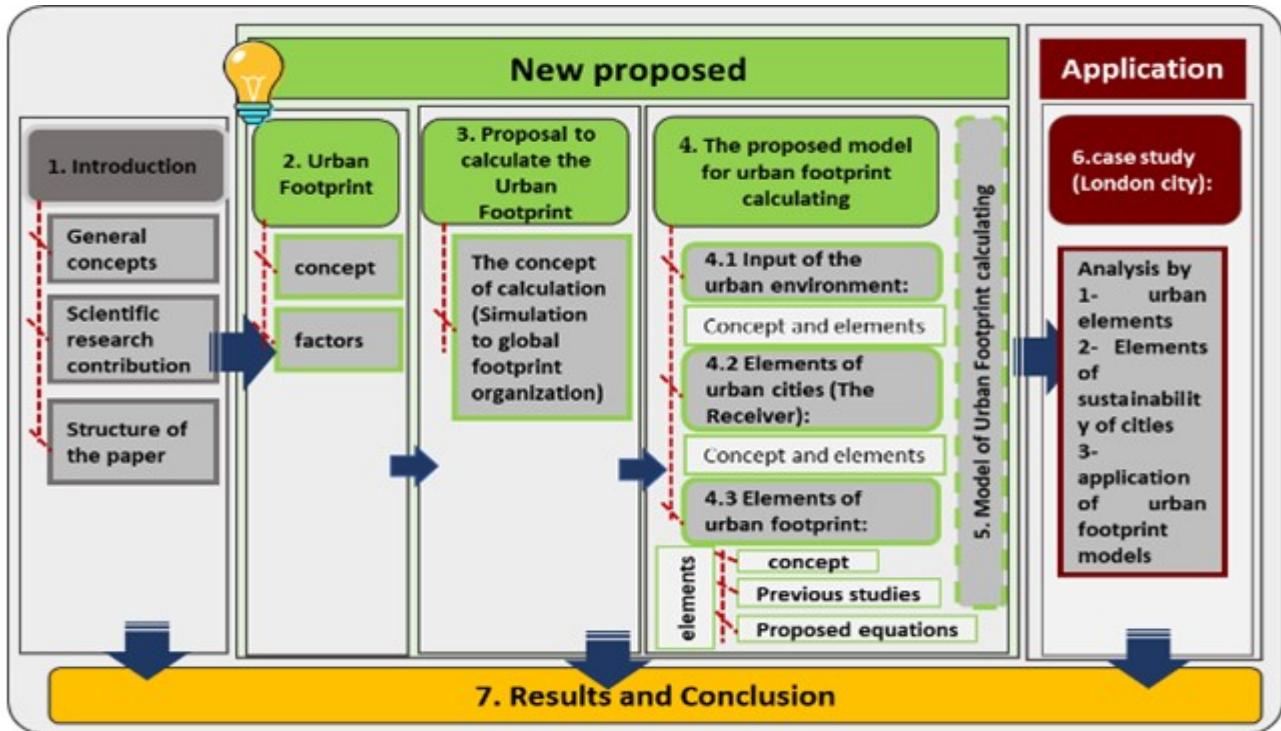 New proposed
Application
1. Introduction
General
concepts
Scientific
research
contribution
Structure of
the paper
2. Urban
Footprint
concept
factors
3. Proposal to
calculate the
Urban
Footprint
The concept
of calculation
(Simulation
to global
footprint
organization)
4. The proposed model
for urban footprint
calculating
4.1 Input of the
urban environment:
Concept and elements
4.2 Elements of
urban cities (The
Receiver):
Concept and elements
4.3 Elements of
urban footprint:
elements
concept
Previous studies
Proposed equations
5. Model of Urban Footprint calculating
6.case study
(London city):
Analysis by
1- urban
elements
2- Elements
of
sustainabilit
y of cities
3-
application
of urban
footprint
models
7. Results and Conclusion